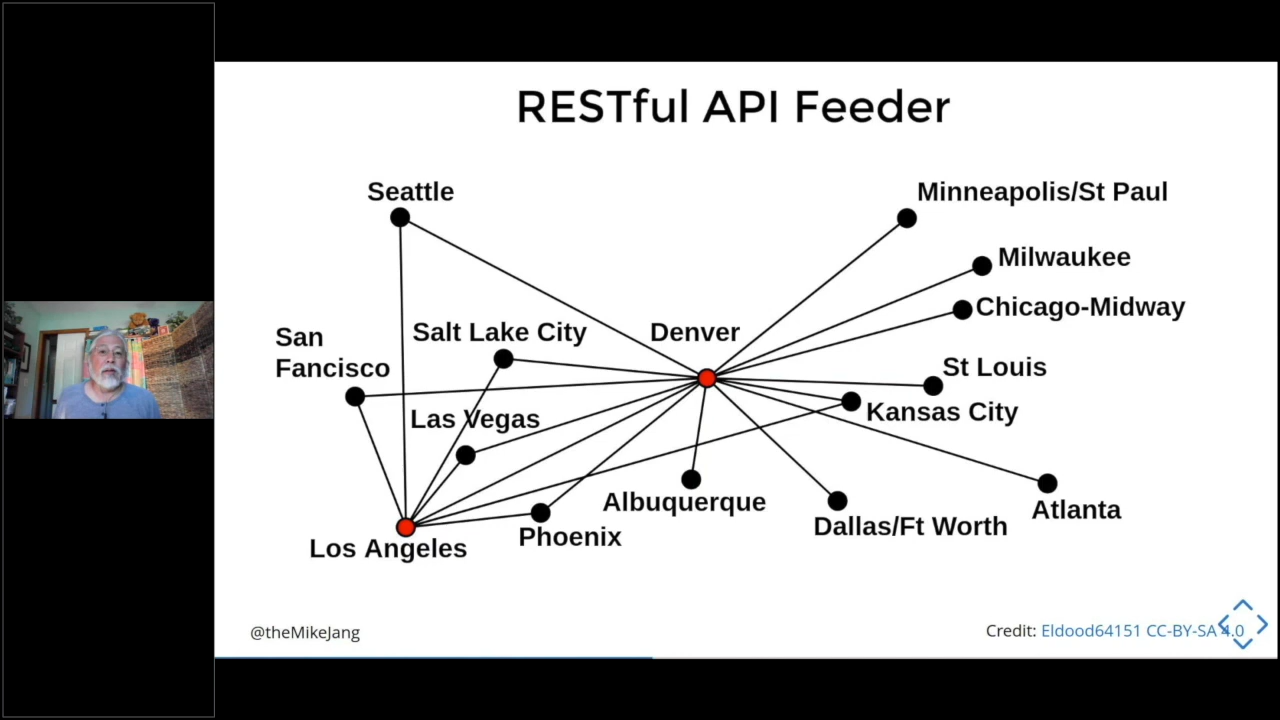 RESTful API Feeder
Seattle
Minneapolis/St Paul
Milwaukee
Chicago-Midway
San
Fancisco
Salt Lake City
Denver
St Louis
Las Vegas
Kansas City
Albuquerque
Atlanta
Dallas/Ft Worth
Phoenix
Los Angeles
@theMikeJang
Credit: Eldood64151 CC-BY-SA 4.0